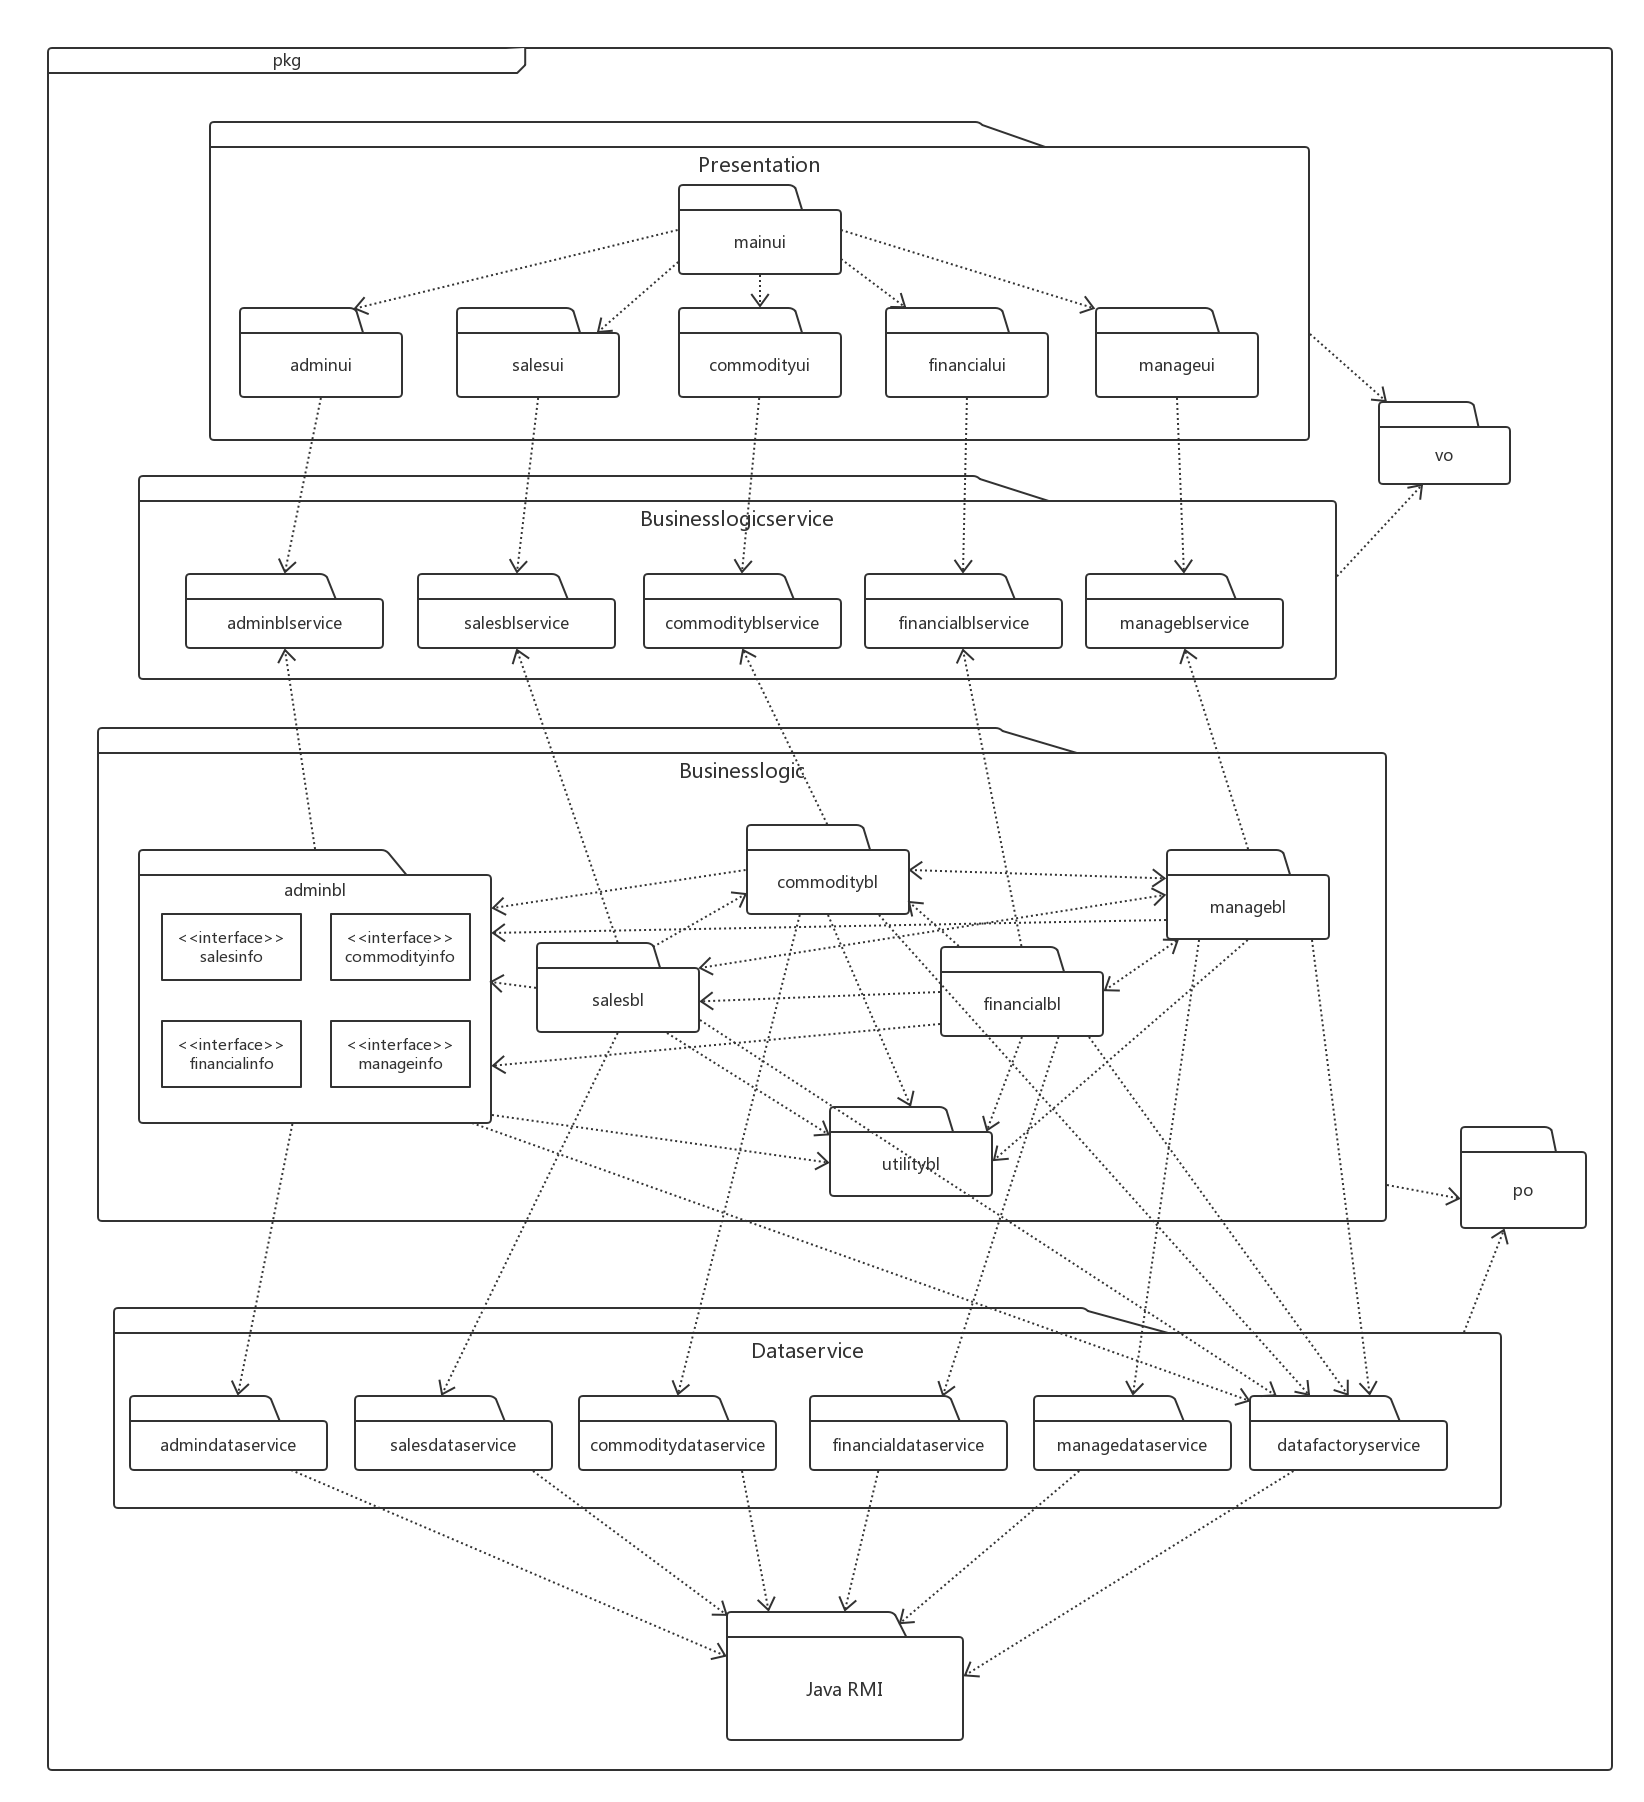 pkg
Presentation
mainui
adminui
salesui
commodityui
financialui
manageui
vo
Businesslogicservice
adminblservice
salesblservice
commodityblservice
financialblservice
manageblservice
Businesslogic
adminbl
<<interface>>
salesinfo
<<interface>>
commodityinfo
<<interface>>
financialinfo
<<interface>>
manageinfo
commoditybl
managebl
salesbl
financialbl
utilitybl
po
Dataservice
admindataservice
salesdataservice
commoditydataservice
financialdataservice
managedataservice
datafactoryservice
Java RMI